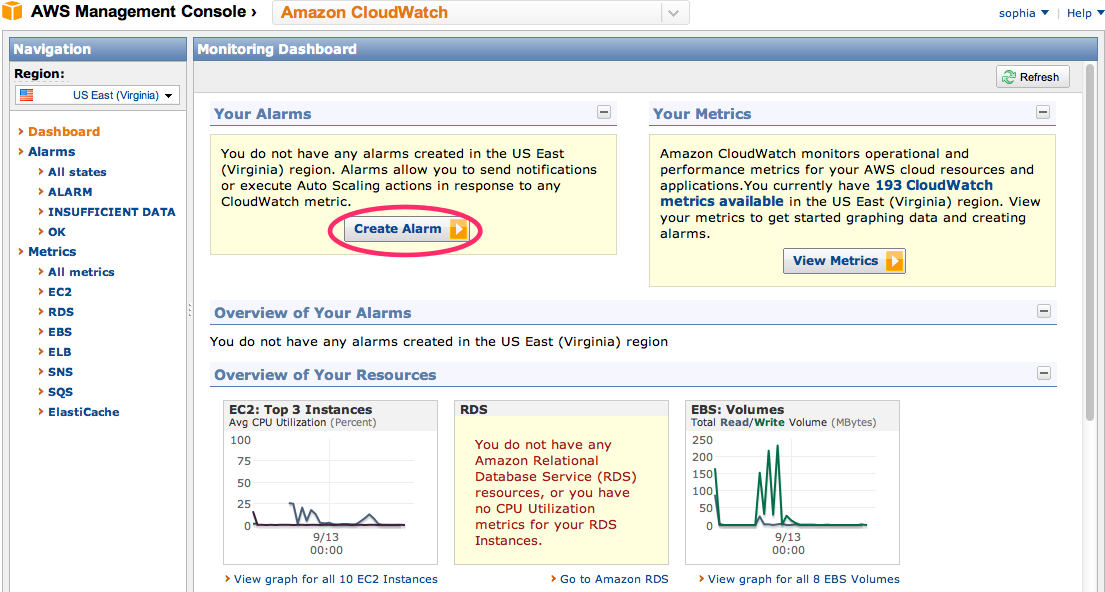 AWS Management Console ›
Amazon CloudWatch
sophia
Help
Navigation
Region:
US East (Virginia)
Dashboard
Alarms
All states
ALARM
INSUFFICIENT DATA
OK
Metrics
All metrics
EC2
RDS
EBS
ELB
SNS
SQS
ElastiCache
Monitoring Dashboard
Refresh
Your Alarms
You do not have any alarms created in the US East
(Virginia) region. Alarms allow you to send notifications
or execute Auto Scaling actions in response to any
CloudWatch metric.
Create Alarm
Your Metrics
Amazon CloudWatch monitors operational and
performance metrics for your AWS cloud resources and
applications.You currently have 193 CloudWatch
metrics available in the US East (Virginia) region. View
your metrics to get started graphing data and creating
alarms.
View Metrics
Overview of Your Alarms
You do not have any alarms created in the US East (Virginia) region
Overview of Your Resources
EC2: Top 3 Instances
Avg CPU Utilization (Percent)
100
75
50
25
0
9/13
00:00
View graph for all 10 EC2 Instances
RDS
You do not have any
Amazon Relational
Database Service (RDS)
resources, or you have
no CPU Utilization
metrics for your RDS
Instances.
Go to Amazon RDS
EBS: Volumes
Total Read/Write Volume (MBytes)
250
200
150
100
50
0
9/13
00:00
View graph for all 8 EBS Volumes